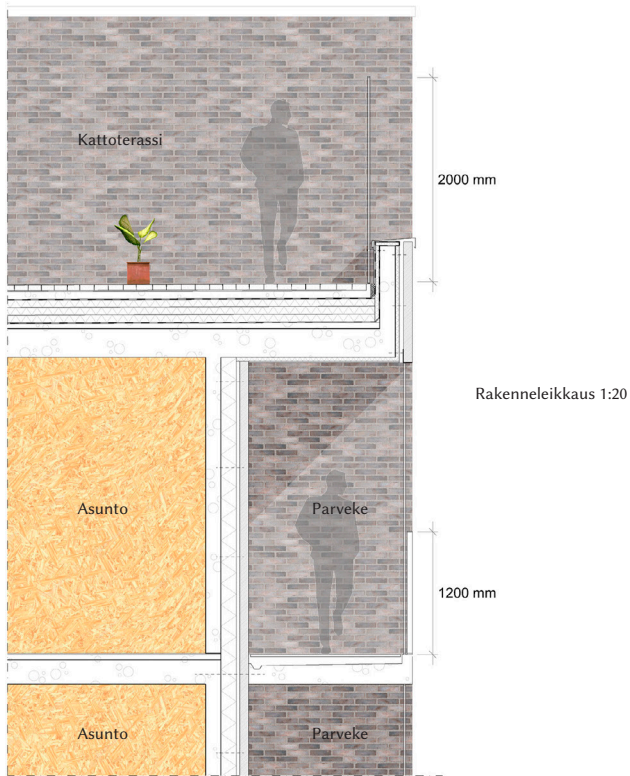 Kattoterassi
2000 mm
Rakenneleikkaus 1:20
Asunto
Parveke
1200 mm
Asunto
Parveke